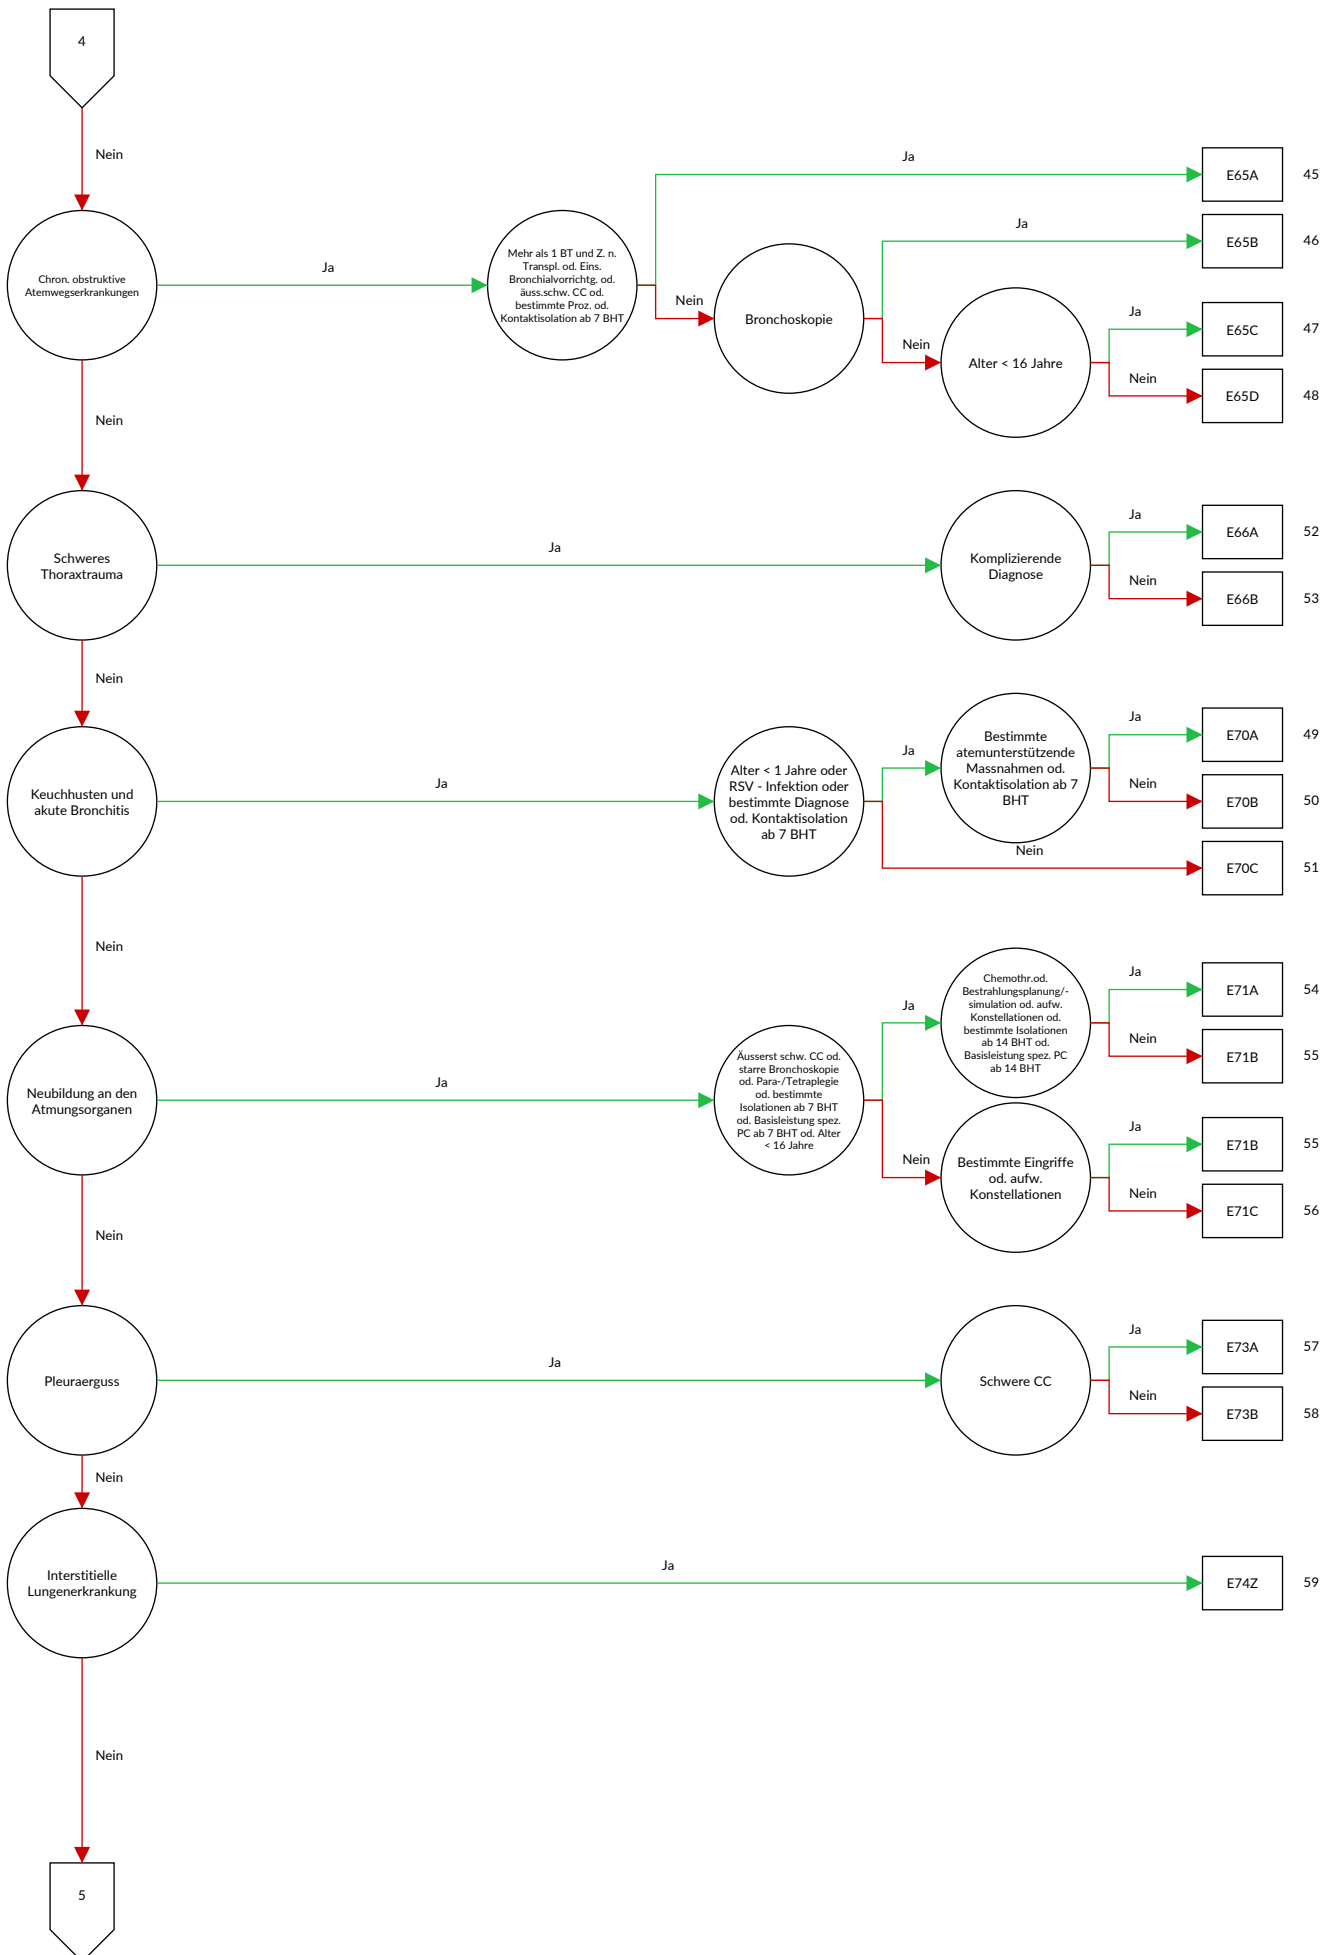 4
Nein
Ja
E65A 45
Ja
E65B 46
Chron. obstruktive
Atemwegserkrankungen
Ja
Mehr als 1 BT und Z. n.
Transpl. od. Eins.
Bronchialvorrichtg. od.
äuss.schw. CC od.
bestimmte Proz. od.
Kontaktisolation ab 7 BHT
Nein
Bronchoskopie
Nein
Alter < 16 Jahre
Ja
E65C 47
Nein
E65D 48
Nein
Schweres
Thoraxtrauma
Ja
Komplizierende
Diagnose
Ja
E66A 52
Nein
E66B 53
Nein
Keuchhusten und
akute Bronchitis
Ja
Alter < 1 Jahre oder
RSV - Infektion oder
bestimmte Diagnose
od. Kontaktisolation
ab 7 BHT
Ja
Bestimmte
atemunterstützende
Massnahmen od.
Kontaktisolation ab 7
BHT
Ja
E70A 49
Nein
E70B 50
Nein
E70C 51
Nein
Neubildung an den
Atmungsorganen
Ja
Äusserst schw. CC od.
starre Bronchoskopie
od. Para-/Tetraplegie
od. bestimmte
Isolationen ab 7 BHT
od. Basisleistung spez.
PC ab 7 BHT od. Alter
< 16 Jahre
Ja
Chemothr.od.
Bestrahlungsplanung/-
simulation od. aufw.
Konstellationen od.
bestimmte Isolationen
ab 14 BHT od.
Basisleistung spez. PC
ab 14 BHT
Ja
E71A 54
Nein
E71B 55
Nein
Bestimmte Eingriffe
od. aufw.
Konstellationen
Ja
E71B 55
Nein
E71C 56
Nein
Pleuraerguss
Ja
Schwere CC
Ja
E73A 57
Nein
E73B 58
Nein
Interstitielle
Lungenerkrankung
Ja
E74Z 59
Nein
5